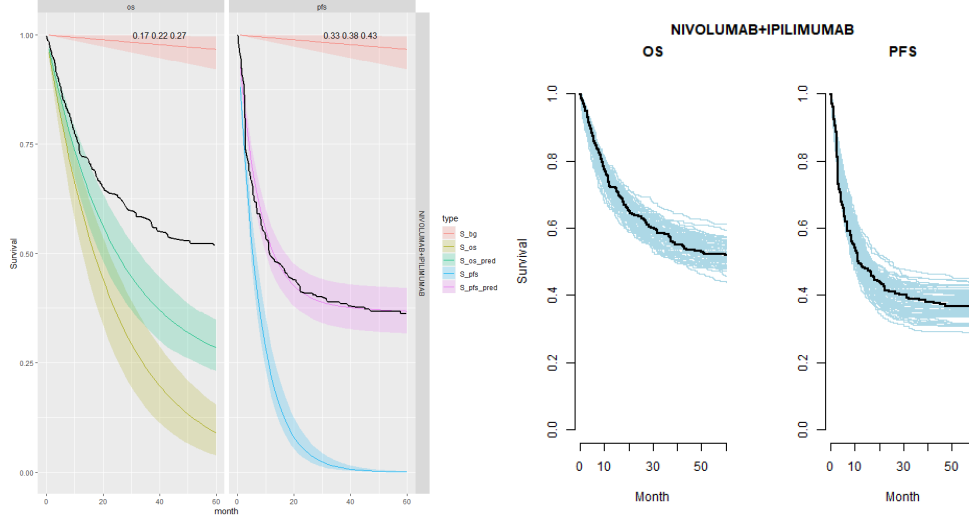 os
pfs
0.17 0.22 0.27
0.33 0.38 0.43
1.00
0.75
0.50
0.25
0.00
Survival
0
20
40
60
0
20
40
60
month
NIVOLUMAB+IPILIMUMAB
type
S_bg
S_os
S_os_pred
S_pfs
S_pfs_pred
NIVOLUMAB+IPILIMUMAB
OS
PFS
1.0
0.8
0.6
0.4
0.2
0.0
Survival
0
10
30
50
Month
1.0
0.8
0.6
0.4
0.2
0.0
0
10
30
50
Month